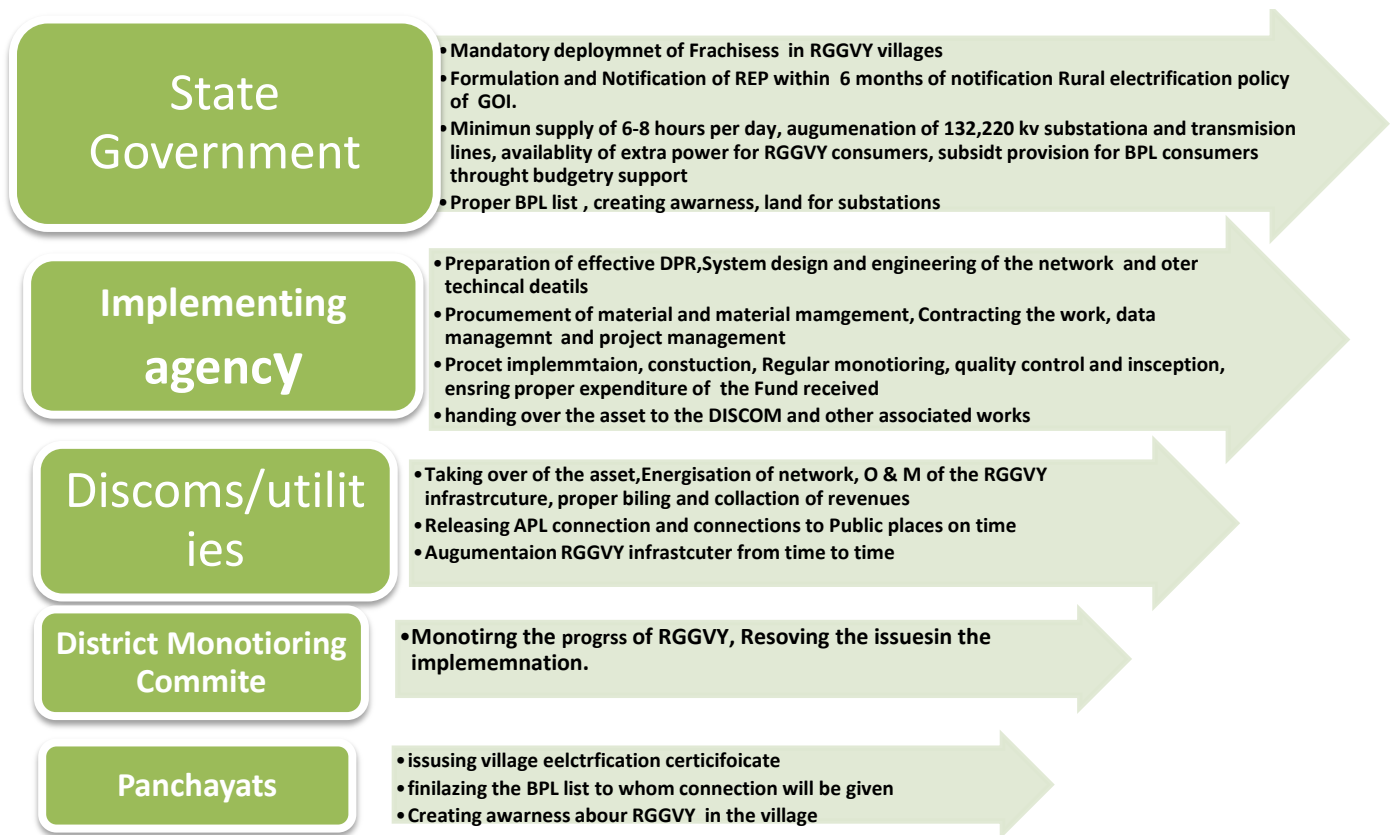 State
Government
•Mandatory deploymnet of Frachisess in RGGVY villages
•Formulation and Notification of REP within 6 months of notification Rural electrification policy
of GOI.
•Minimun supply of 6-8 hours per day, augumenation of 132,220 kv substationa and transmision
lines, availablity of extra power for RGGVY consumers, subsidt provision for BPL consumers
throught budgetry support
•Proper BPL list , creating awarness, land for substations
Implementing
agency
•Preparation of effective DPR,System design and engineering of the network and oter
techincal deatils
•Procumement of material and material mamgement, Contracting the work, data
managemnt and project management
•Procet implemmtaion, constuction, Regular monotioring, quality control and insception,
ensring proper expenditure of the Fund received
•handing over the asset to the DISCOM and other associated works
Discoms/utilit
ies
•Taking over of the asset,Energisation of network, O & M of the RGGVY
infrastrcuture, proper biling and collaction of revenues
•Releasing APL connection and connections to Public places on time
•Augumentaion RGGVY infrastcuter from time to time
District Monotioring
Commite
•Monotirng the progrss of RGGVY, Resoving the issuesin the
implememnation.
Panchayats
•issusing village eelctrfication certicifoicate
•finilazing the BPL list to whom connection will be given
•Creating awarness abour RGGVY in the village